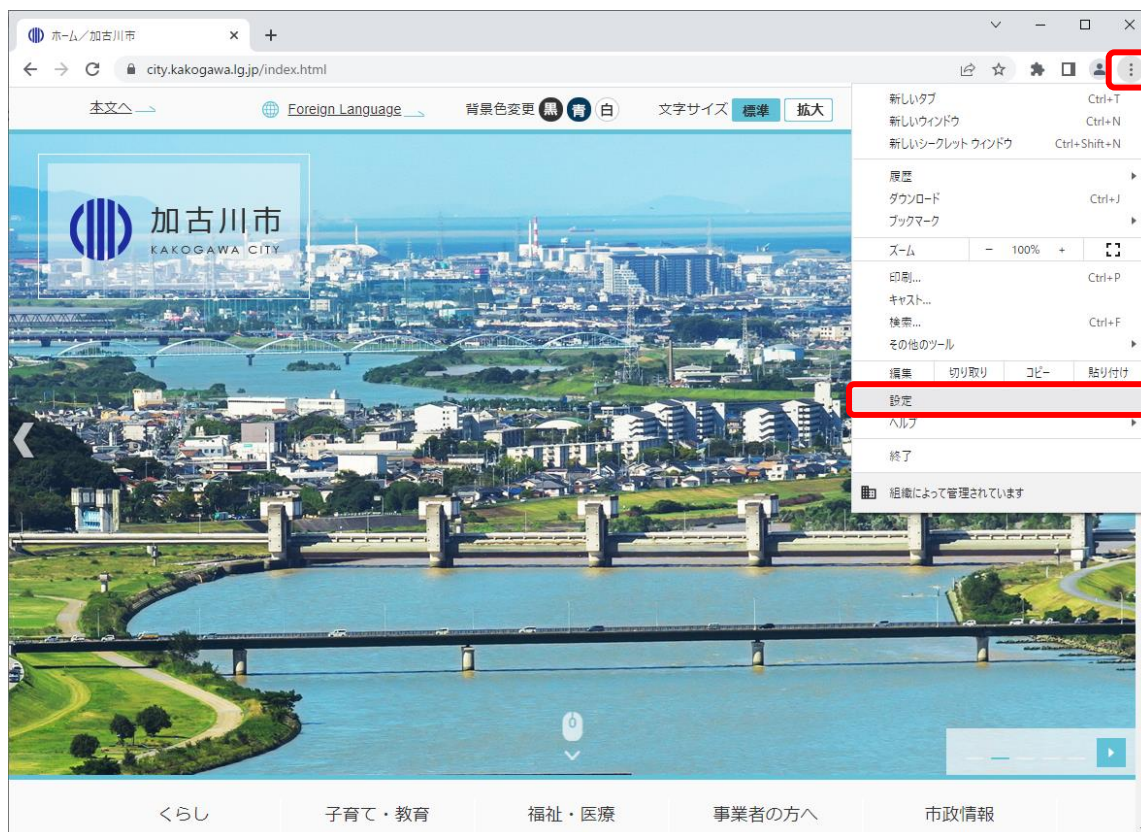 ホーム／加古川市
city.kakogawa.lg.jp/index.html
本文へ
Foreign Language
背景色変更 黒 青 白
文字サイズ 標準 拡大
加古川市
KAKOGAWA CITY
新しいタブ Ctrl+T
新しいウィンドウ Ctrl+N
新しいシークレット ウィンドウ Ctrl+Shift+N
履歴
ダウンロード Ctrl+J
ブックマーク
ズーム - 100% +
印刷... Ctrl+P
キャスト...
検索... Ctrl+F
その他のツール
編集 切り取り コピー 貼り付け
設定
ヘルプ
終了
組織によって管理されています
くらし 子育て・教育 福祉・医療 事業者の方へ 市政情報